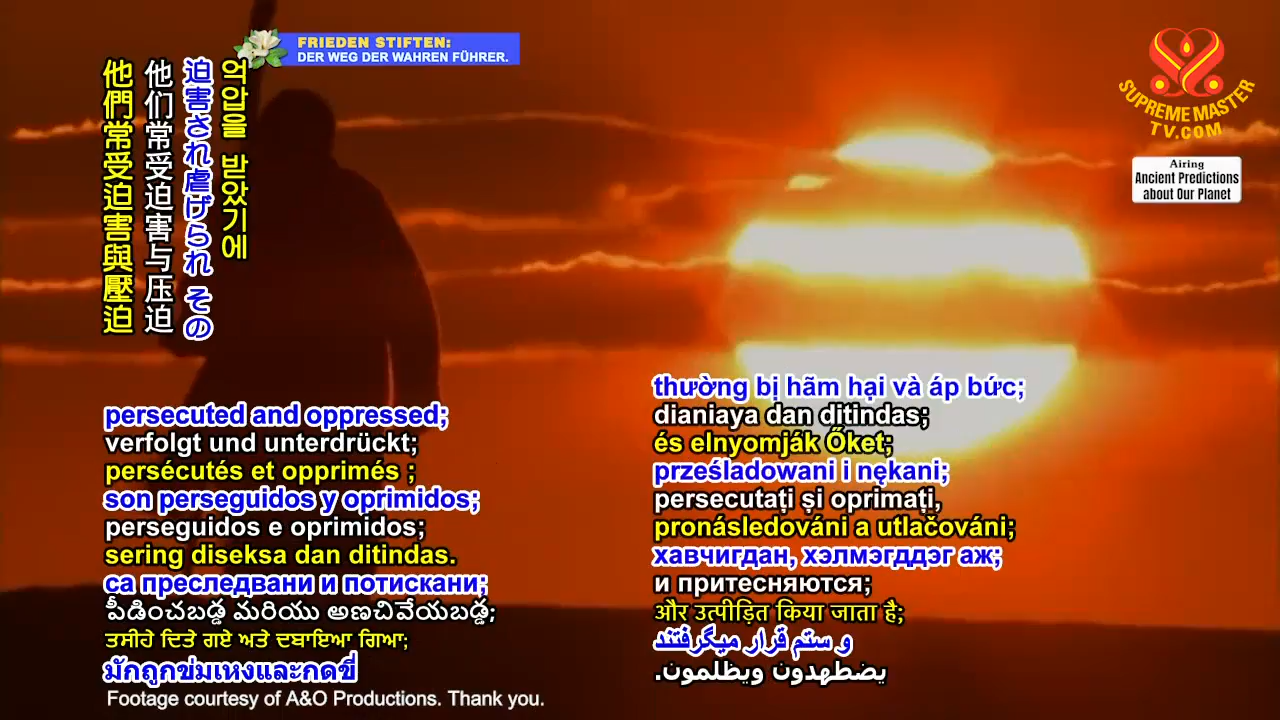 FRIEDEN STIFTEN:
DER WEG DER WAHREN FÜHRER.
SUPREME MASTER
TV.COM
Airing
Ancient Predictions
about Our Planet
他們常受迫害與壓迫
他们常受迫害与压迫
迫害され虐げられ その
억압을 받았기에
persecuted and oppressed;
verfolgt und unterdrückt;
persécutés et opprimés ;
son perseguidos y oprimidos;
perseguidos e oprimidos;
sering diseksa dan ditindas.
са преследвани и потискани;
పీడించబడ్డ మరియు అణచివేయబడ్డ;
ਤਸੀਹੇ ਦਿਤੇ ਗਏ ਅਤੇ ਦਬਾਇਆ ਗਿਆ;
มักถูกข่มเหงและกดขี่
thường bị hãm hại và áp bức;
dianiaya dan ditindas;
és elnyomják Őket;
prześladowani i nękani;
persecutați și oprimați,
pronásledováni a utlačováni;
хавчигдан, хэлмэгддэг аж;
и притесняются;
और उत्पीड़ित किया जाता है;
و ستم قرار میگرفتند
يضطهدون ويظلمون.
Footage courtesy of A&O Productions. Thank you.